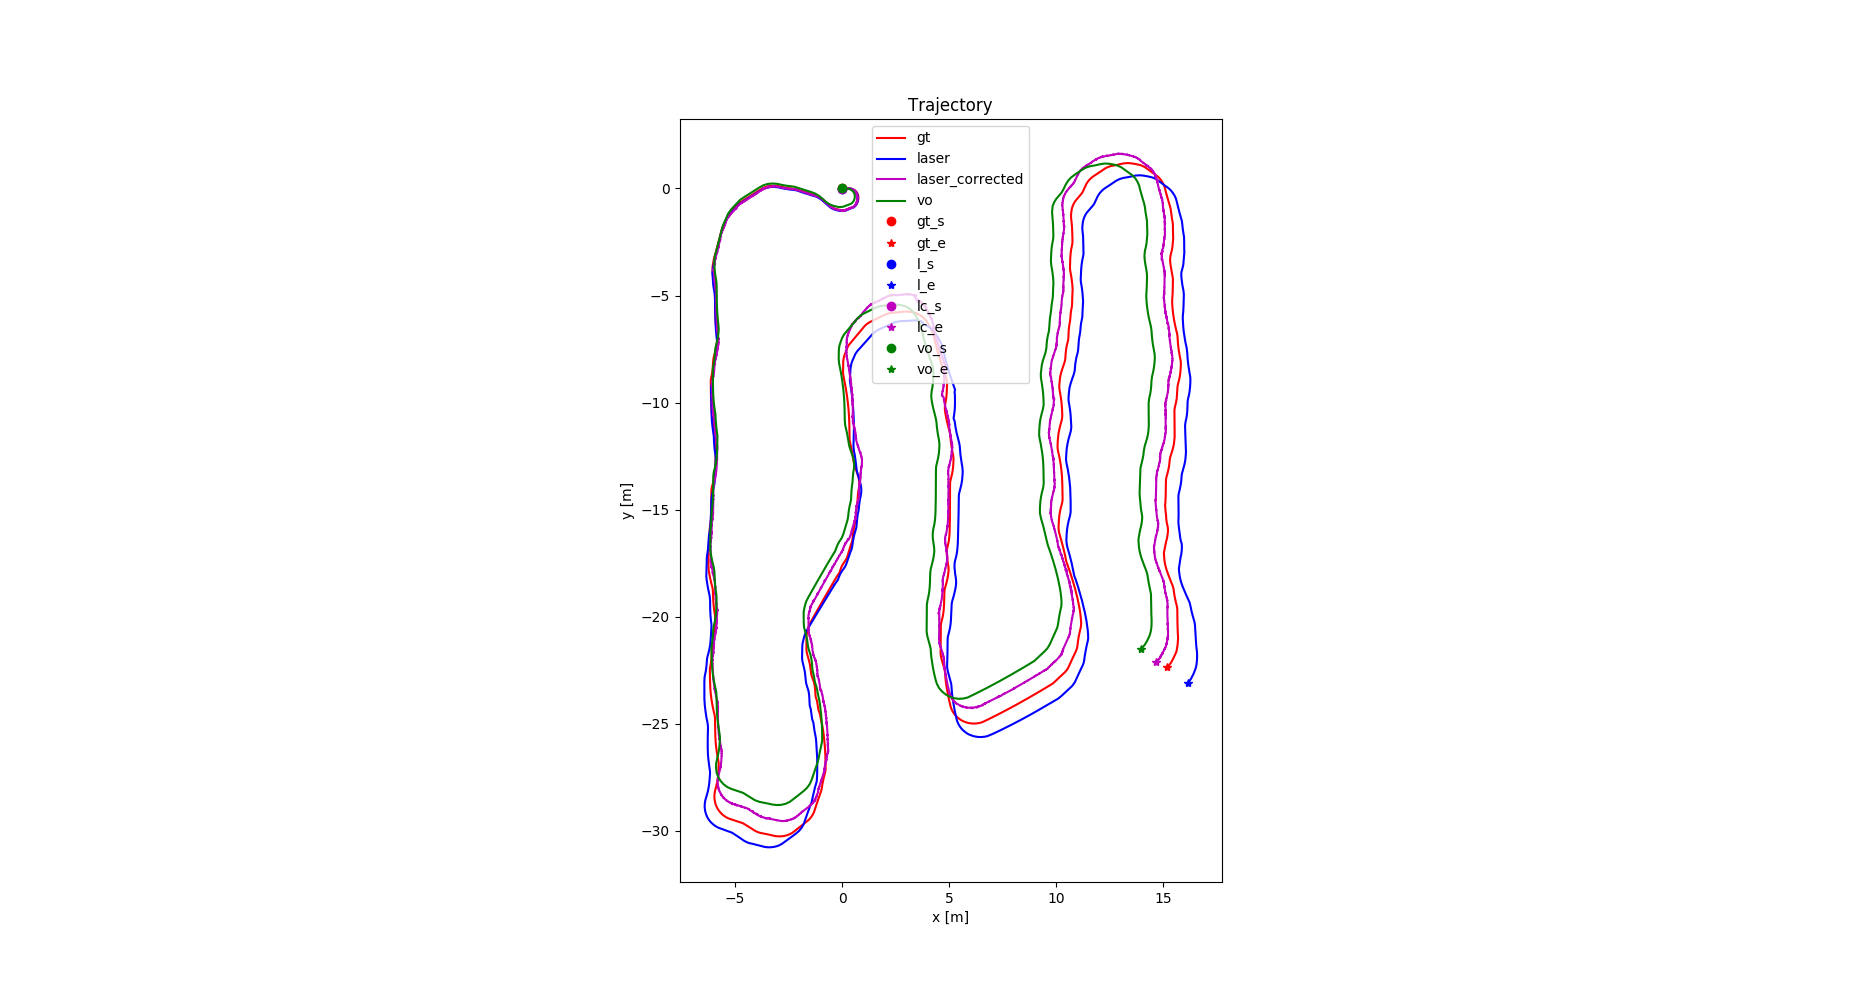 Trajectory
gt
laser
laser_corrected
vo
gt_s
gt_e
l_s
l_e
lc_s
lc_e
vo_s
vo_e
0
−5
−10
−15
−20
−25
−30
y [m]
−5 0 5 10 15
x [m]